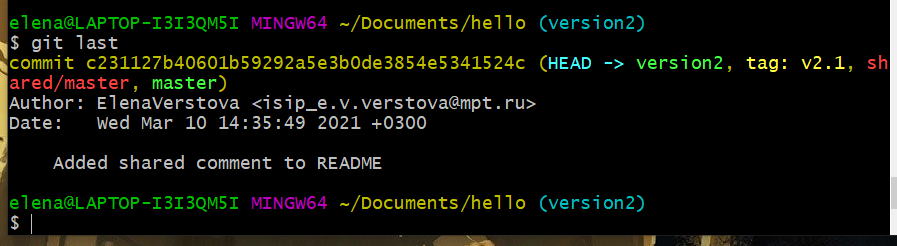 elena@LAPTOP-I3I3QM5I MINGW64 ~/Documents/hello (version2)
$ git last
commit c231127b40601b59292a5e3b0de3854e5341524c (HEAD -> version2, tag: v2.1, sh
ared/master, master)
Author: ElenaVerstova <isip_e.v.verstova@mpt.ru>
Date:   Wed Mar 10 14:35:49 2021 +0300
    Added shared comment to README
elena@LAPTOP-I3I3QM5I MINGW64 ~/Documents/hello (version2)
$